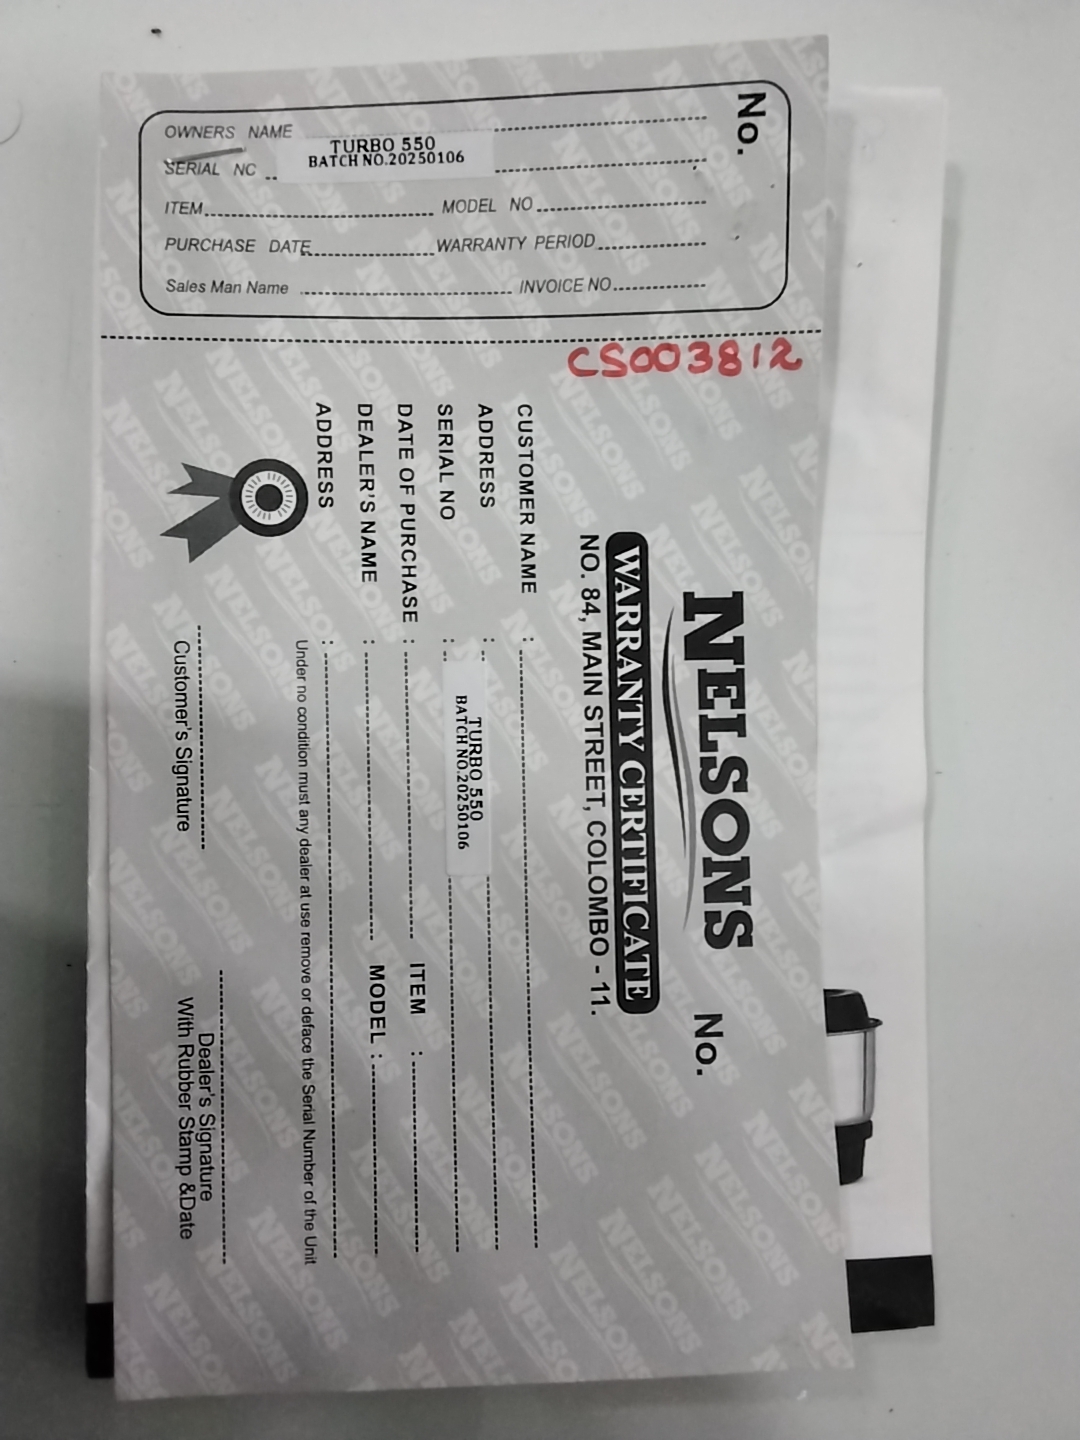 No.
OWNERS NAME
SERIAL NO
TURBO 550
BATCH NO.20250106
ITEM MODEL NO
PURCHASE DATE WARRANTY PERIOD
Sales Man Name INVOICE NO
CS003812
NELSONS No.
WARRANTY CERTIFICATE
NO. 84, MAIN STREET, COLOMBO - 11.
CUSTOMER NAME :
ADDRESS :
SERIAL NO :
TURBO 550
BATCH NO.20250106
DATE OF PURCHASE : ITEM :
DEALER'S NAME : MODEL :
ADDRESS :
Under no condition must any dealer at use remove or deface the Serial Number of the Unit
Customer's Signature
Dealer's Signature
With Rubber Stamp &Date